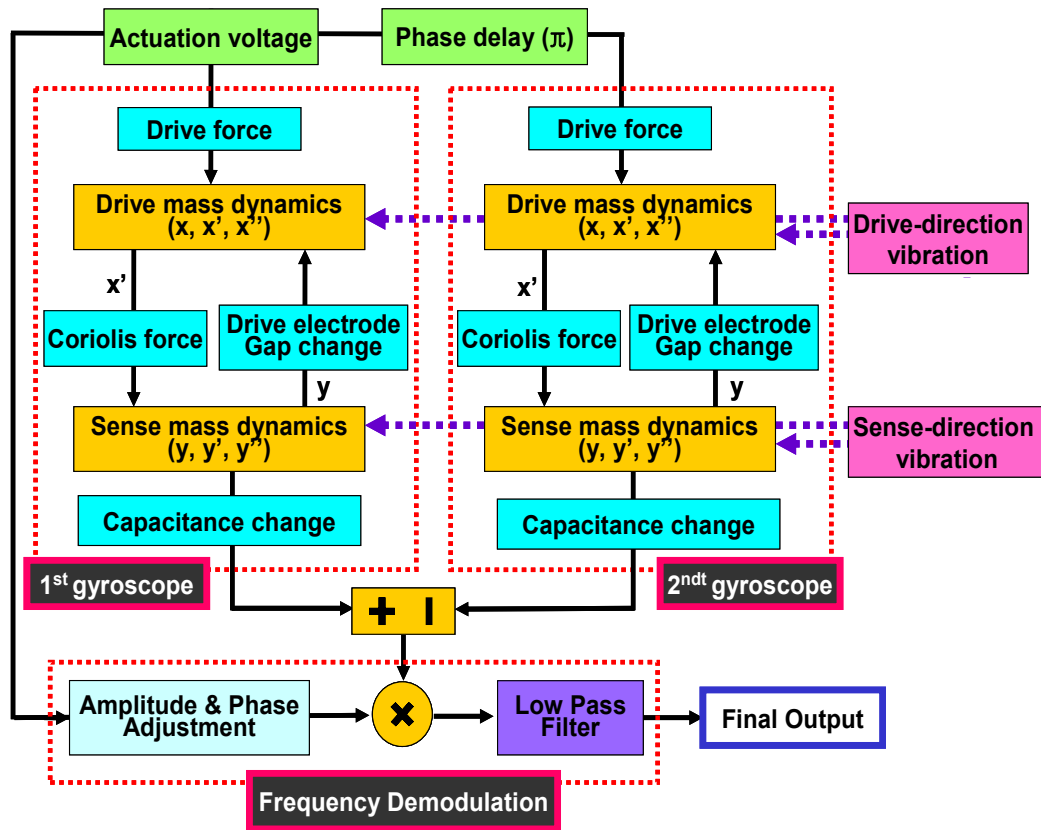 Actuation voltage
Phase delay (π)
Drive force
Drive force
Drive mass dynamics
(x, x’, x’’)
Drive mass dynamics
(x, x’, x’’)
Drive-direction
vibration
x’
x’
Coriolis force
Drive electrode
Gap change
Coriolis force
Drive electrode
Gap change
y
y
Sense mass dynamics
(y, y’, y’’)
Sense mass dynamics
(y, y’, y’’)
Sense-direction
vibration
Capacitance change
Capacitance change
1st gyroscope
2ndt gyroscope
+ –
Amplitude & Phase
Adjustment
×
Low Pass
Filter
Final Output
Frequency Demodulation